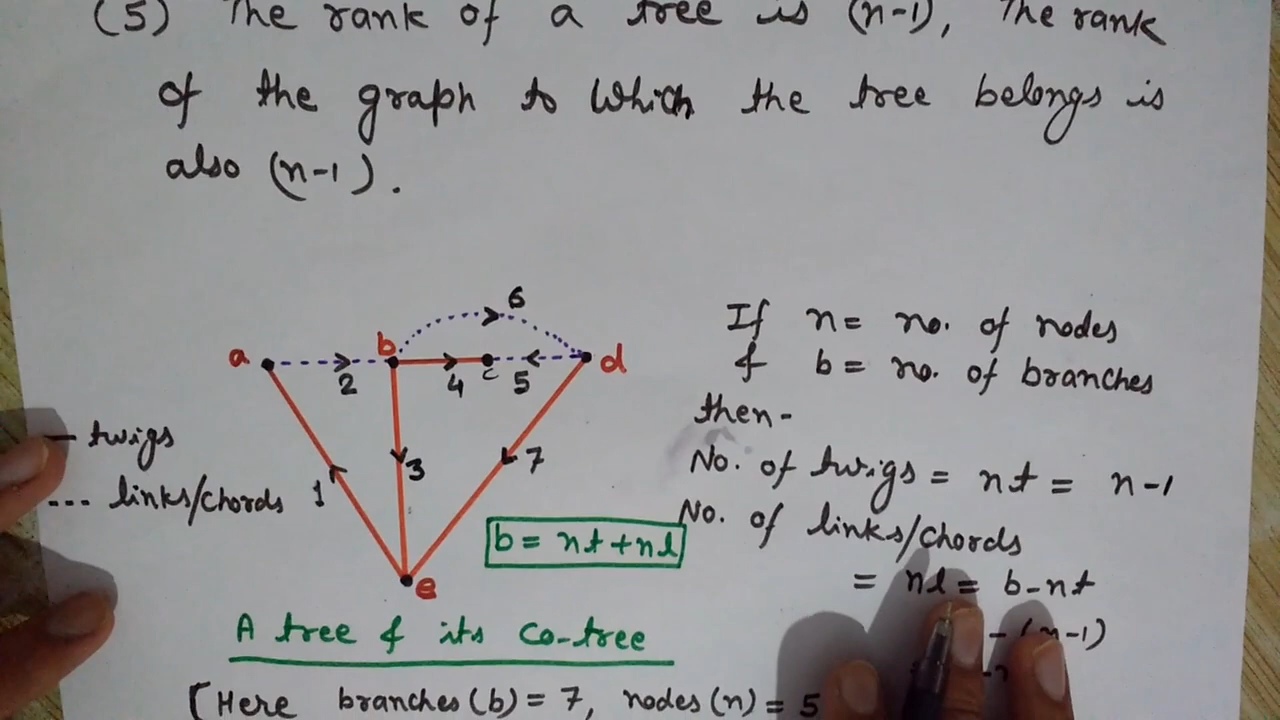 (5) The rank of a tree is (n-1), The rank
of the graph to which the tree belongs is
also (n-1).
6
a
b
d
2
4
c
5
3
7
1
e
— twigs
... links/chords
b = nt + nl
A tree & its co-tree
[Here branches (b) = 7, nodes (n) = 5
If n = no. of nodes
& b = no. of branches
then-
No. of twigs = nt = n-1
No. of links/chords
= nl = b-nt
-(n-1)